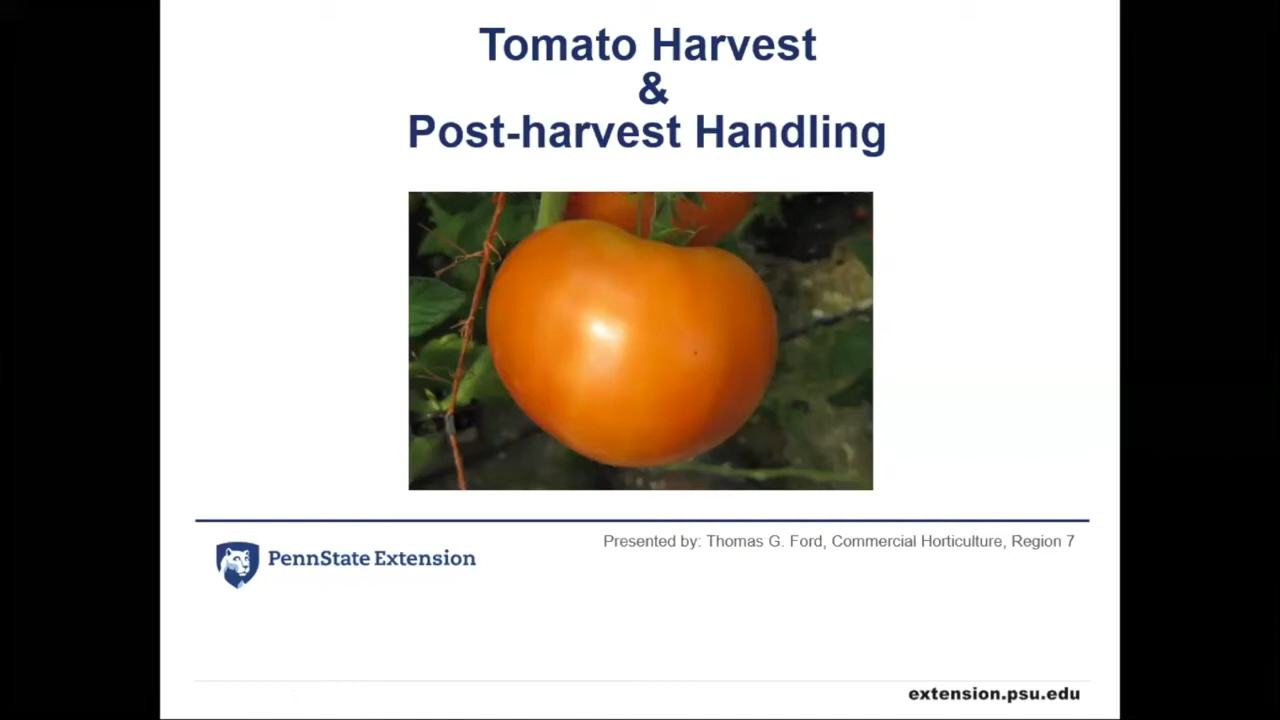 Tomato Harvest
&
Post-harvest Handling
Presented by: Thomas G. Ford, Commercial Horticulture, Region 7
PennState Extension
extension.psu.edu